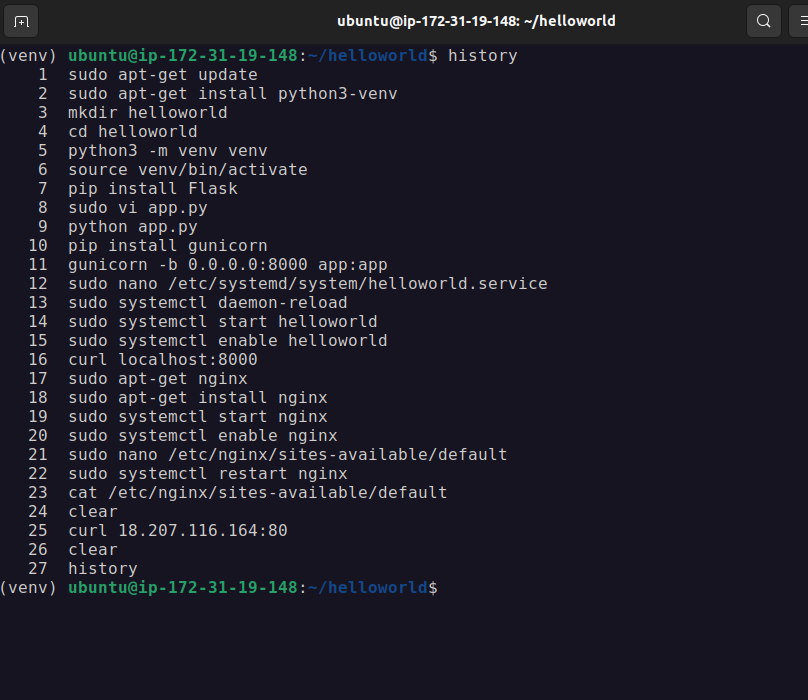 ubuntu@ip-172-31-19-148: ~/helloworld
(venv) ubuntu@ip-172-31-19-148:~/helloworld$ history
1 sudo apt-get update
2 sudo apt-get install python3-venv
3 mkdir helloworld
4 cd helloworld
5 python3 -m venv venv
6 source venv/bin/activate
7 pip install Flask
8 sudo vi app.py
9 python app.py
10 pip install gunicorn
11 gunicorn -b 0.0.0.0:8000 app:app
12 sudo nano /etc/systemd/system/helloworld.service
13 sudo systemctl daemon-reload
14 sudo systemctl start helloworld
15 sudo systemctl enable helloworld
16 curl localhost:8000
17 sudo apt-get nginx
18 sudo apt-get install nginx
19 sudo systemctl start nginx
20 sudo systemctl enable nginx
21 sudo nano /etc/nginx/sites-available/default
22 sudo systemctl restart nginx
23 cat /etc/nginx/sites-available/default
24 clear
25 curl 18.207.116.164:80
26 clear
27 history
(venv) ubuntu@ip-172-31-19-148:~/helloworld$